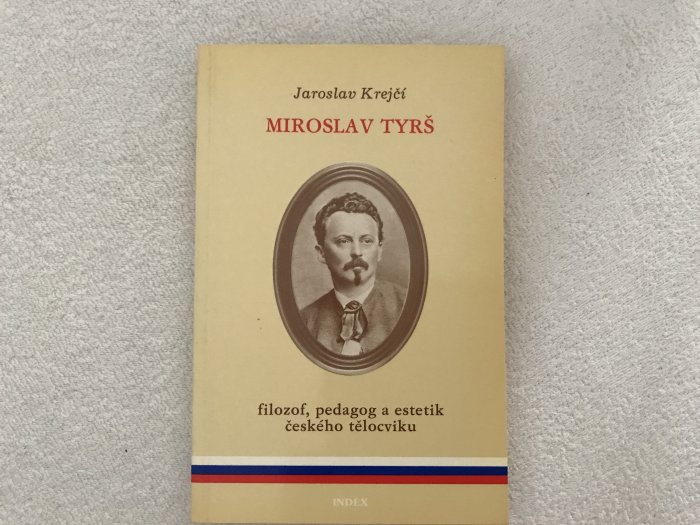 Jaroslav Krejčí
MIROSLAV TYRŠ
filozof, pedagog a estetik
českého tělocviku
INDEX